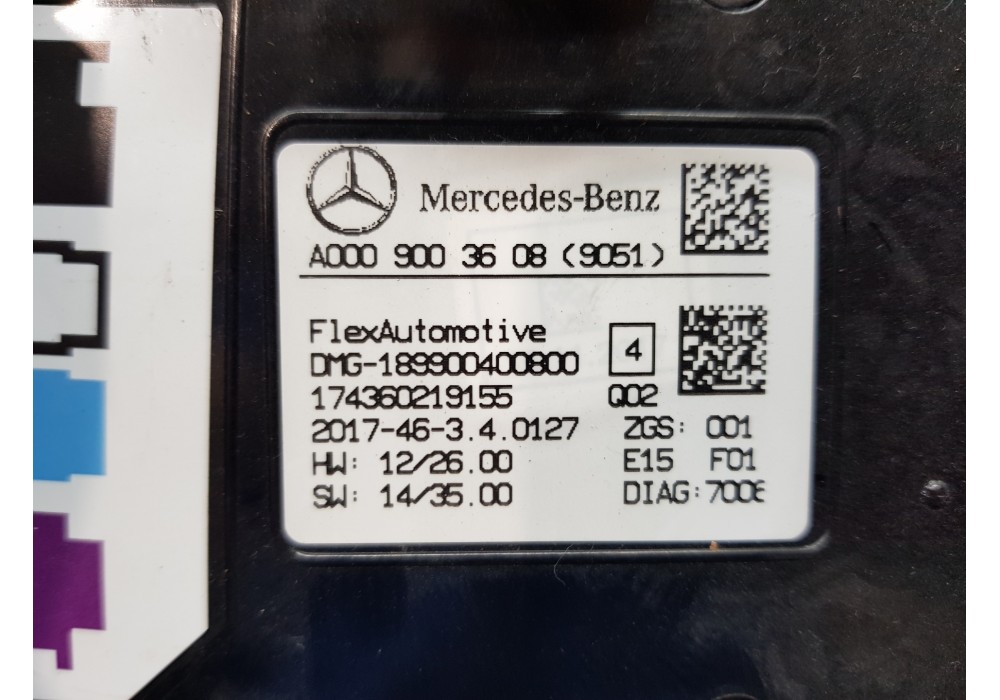 Mercedes-Benz
A000 900 36 08 (9051)
FlexAutomotive
DMG-189900400800
4
174360219155
Q02
2017-46-3.4.0127 ZGS: 001
HW: 12/26.00 E15 F01
SW: 14/35.00 DIAG: